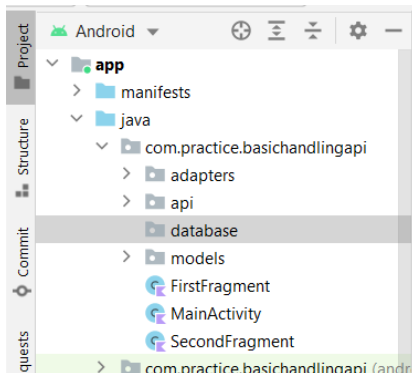 Project
Structure
Commit
quests
Android
app
manifests
java
com.practice.basichandlingapi
adapters
api
database
models
FirstFragment
MainActivity
SecondFragment
com.practice.basichandlingapi (andr